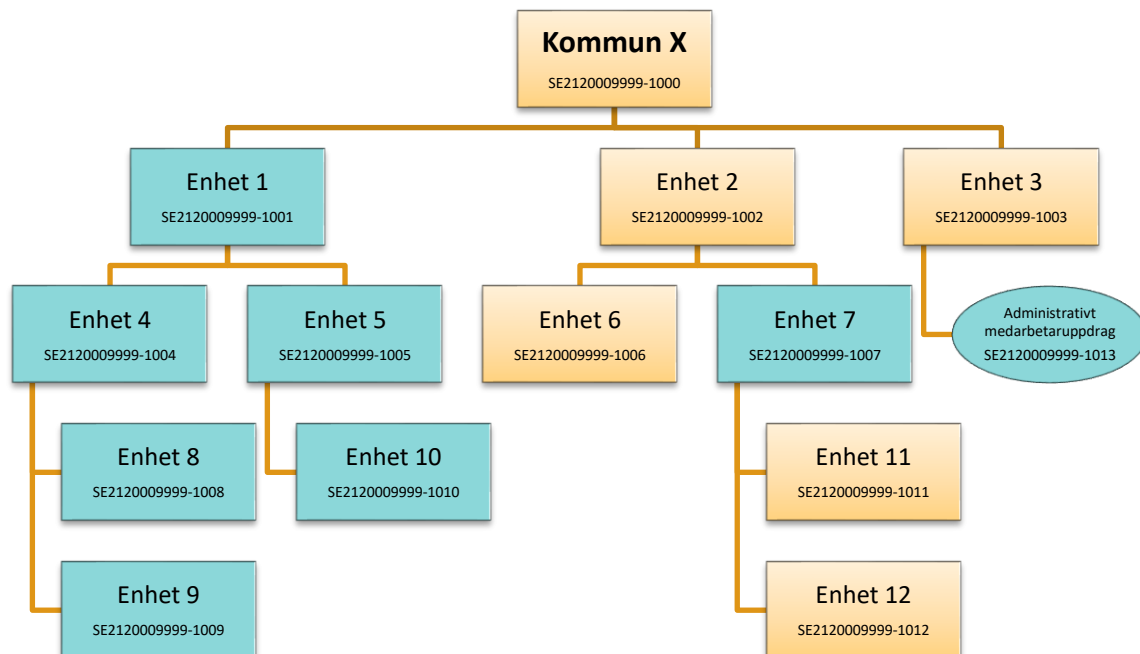 Kommun X
SE2120009999-1000
Enhet 1
SE2120009999-1001
Enhet 2
SE2120009999-1002
Enhet 3
SE2120009999-1003
Enhet 4
SE2120009999-1004
Enhet 5
SE2120009999-1005
Enhet 6
SE2120009999-1006
Enhet 7
SE2120009999-1007
Administrativt
medarbetaruppdrag
SE2120009999-1013
Enhet 8
SE2120009999-1008
Enhet 10
SE2120009999-1010
Enhet 11
SE2120009999-1011
Enhet 9
SE2120009999-1009
Enhet 12
SE2120009999-1012